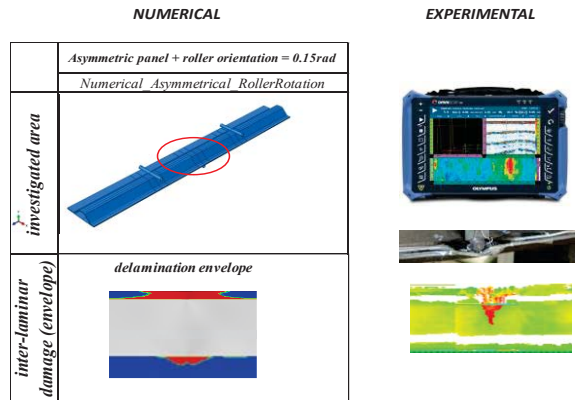 NUMERICAL
EXPERIMENTAL
Asymmetric panel + roller orientation = 0.15rad
Numerical_Asymmetrical_RollerRotation
investigated area
OLYMPUS
delamination envelope
inter-laminar
damage (envelope)